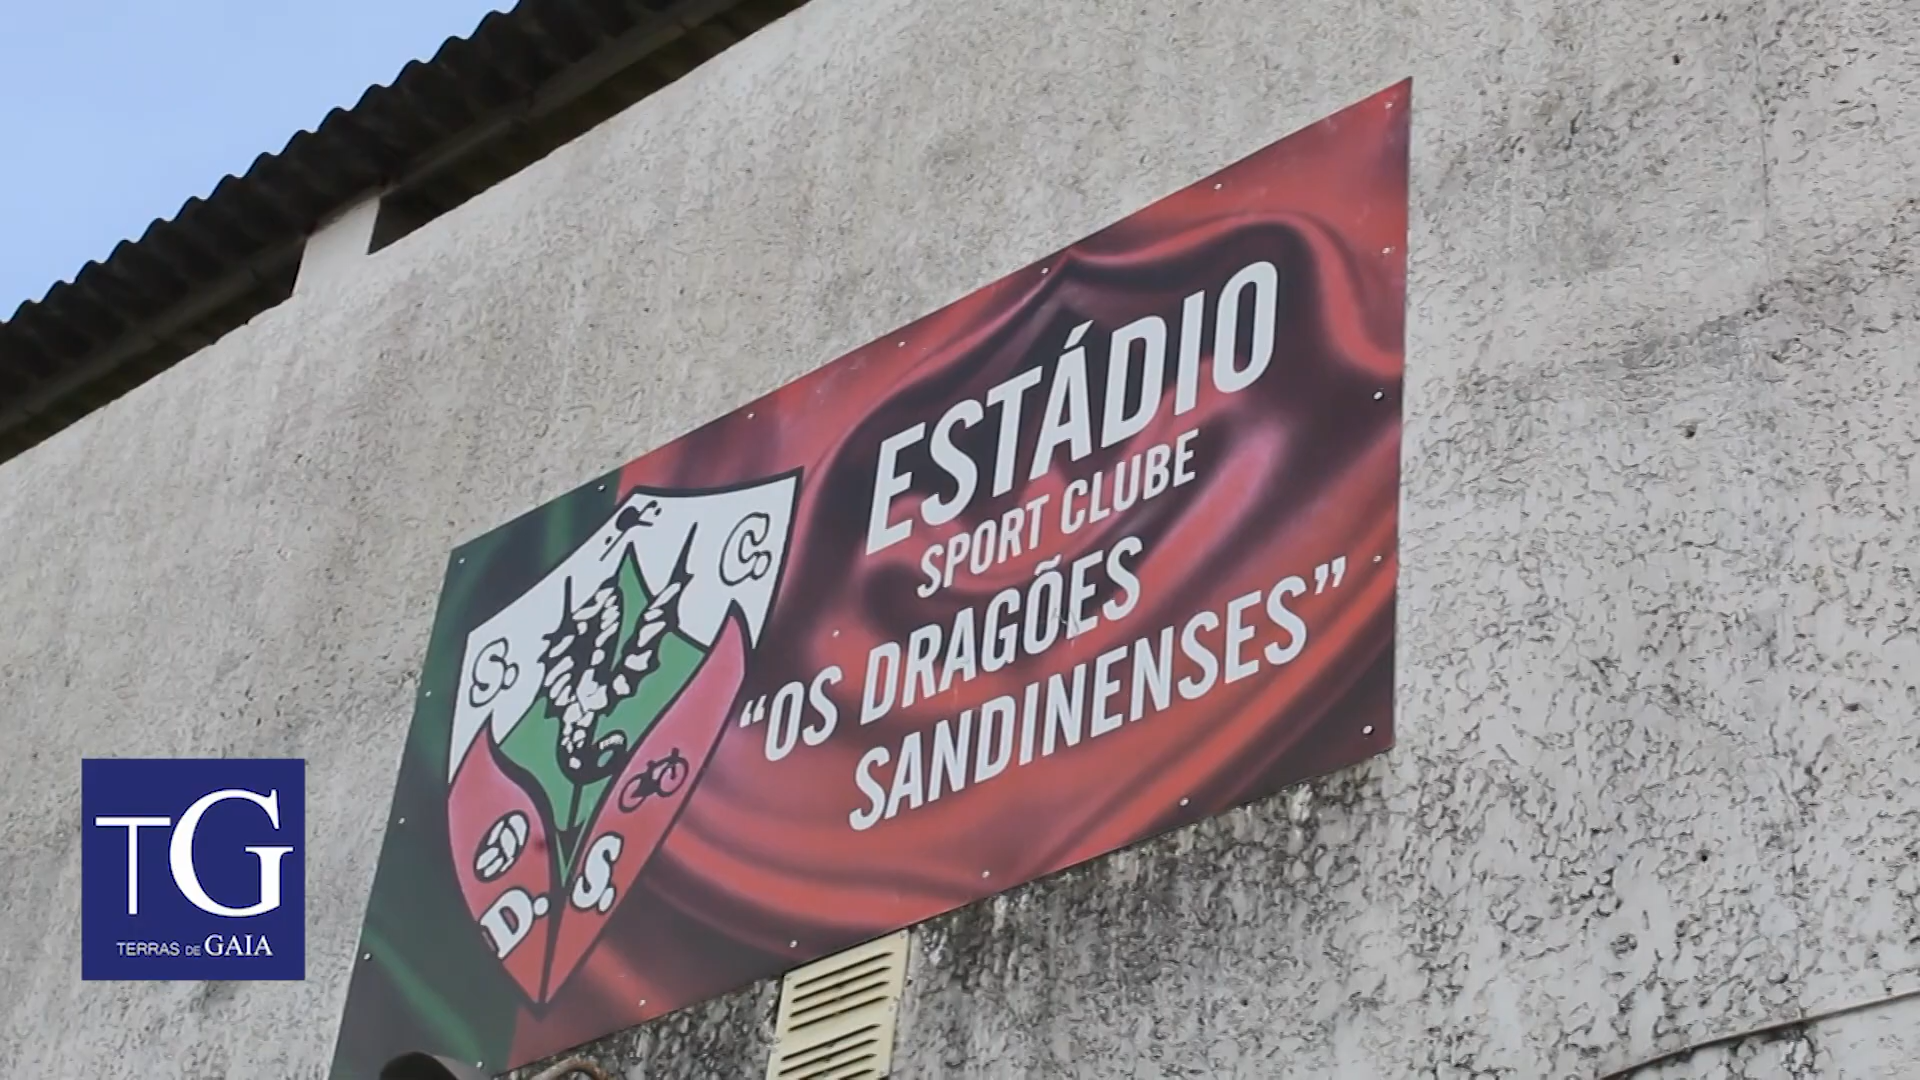 ESTÁDIO
SPORT CLUBE
“OS DRAGÕES
SANDINENSES”
S. C.
D. S.
TG
TERRAS DE GAIA